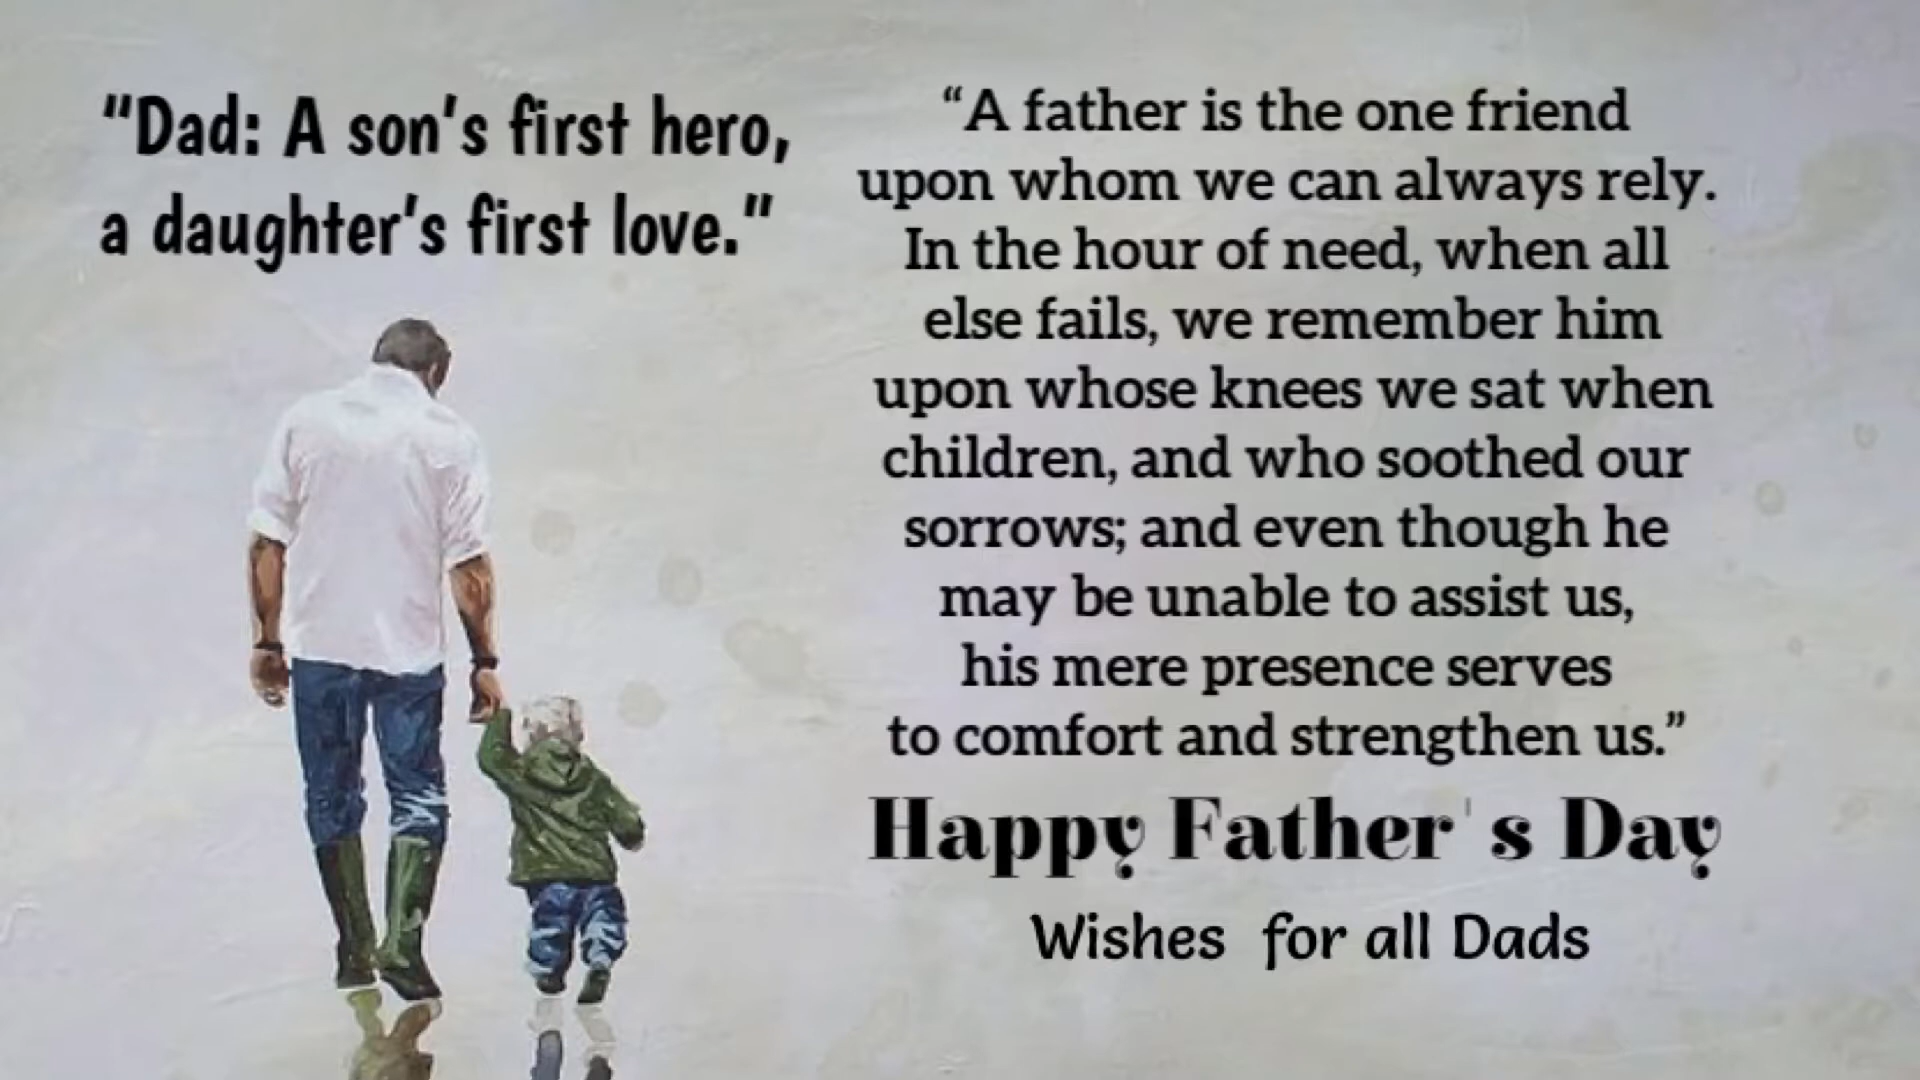 “Dad: A son’s first hero,
a daughter’s first love.”
“A father is the one friend
upon whom we can always rely.
In the hour of need, when all
else fails, we remember him
upon whose knees we sat when
children, and who soothed our
sorrows; and even though he
may be unable to assist us,
his mere presence serves
to comfort and strengthen us.”
Happy Father's Day
Wishes for all Dads